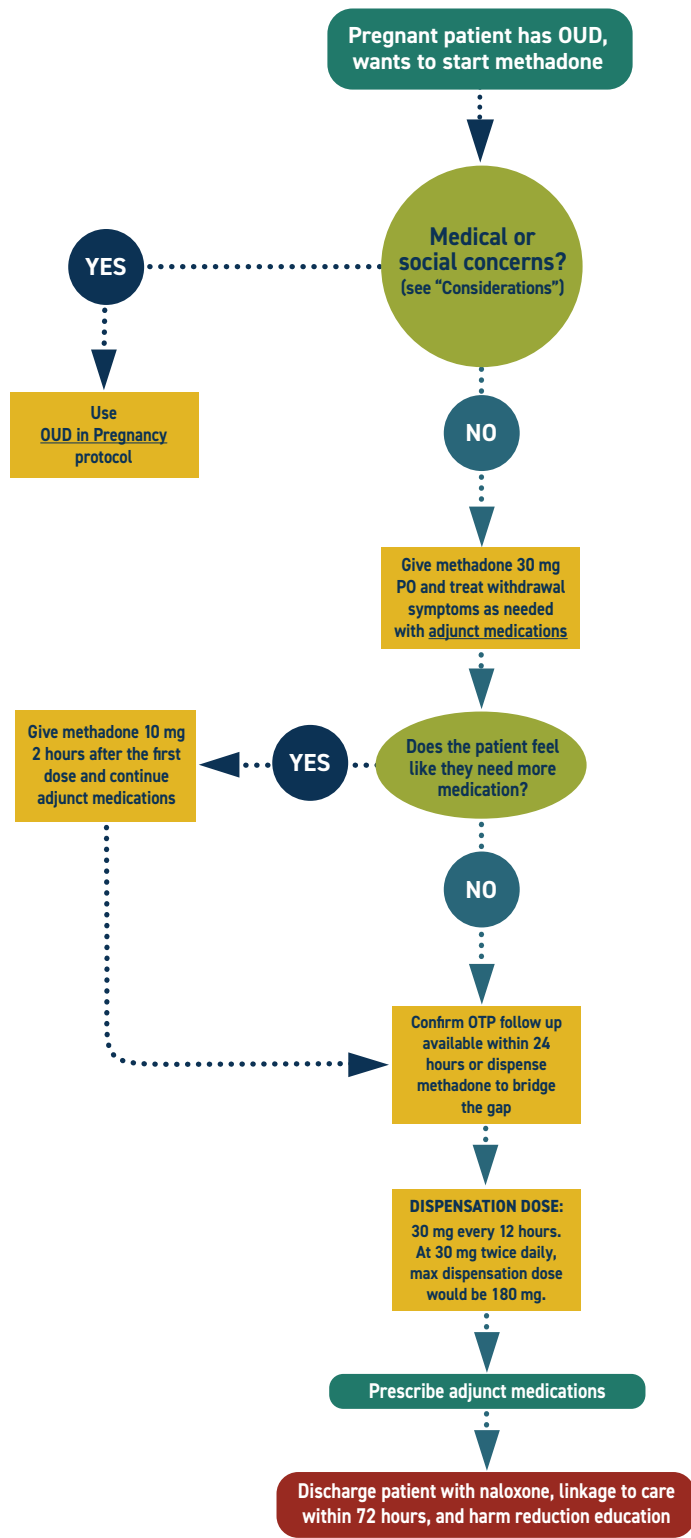 Pregnant patient has OUD,
wants to start methadone
Medical or
social concerns?
(see “Considerations”)
YES
Use
OUD in Pregnancy
protocol
NO
Give methadone 30 mg
PO and treat withdrawal
symptoms as needed
with adjunct medications
Does the patient feel
like they need more
medication?
YES
Give methadone 10 mg
2 hours after the first
dose and continue
adjunct medications
NO
Confirm OTP follow up
available within 24
hours or dispense
methadone to bridge
the gap
DISPENSATION DOSE:
30 mg every 12 hours.
At 30 mg twice daily,
max dispensation dose
would be 180 mg.
Prescribe adjunct medications
Discharge patient with naloxone, linkage to care
within 72 hours, and harm reduction education